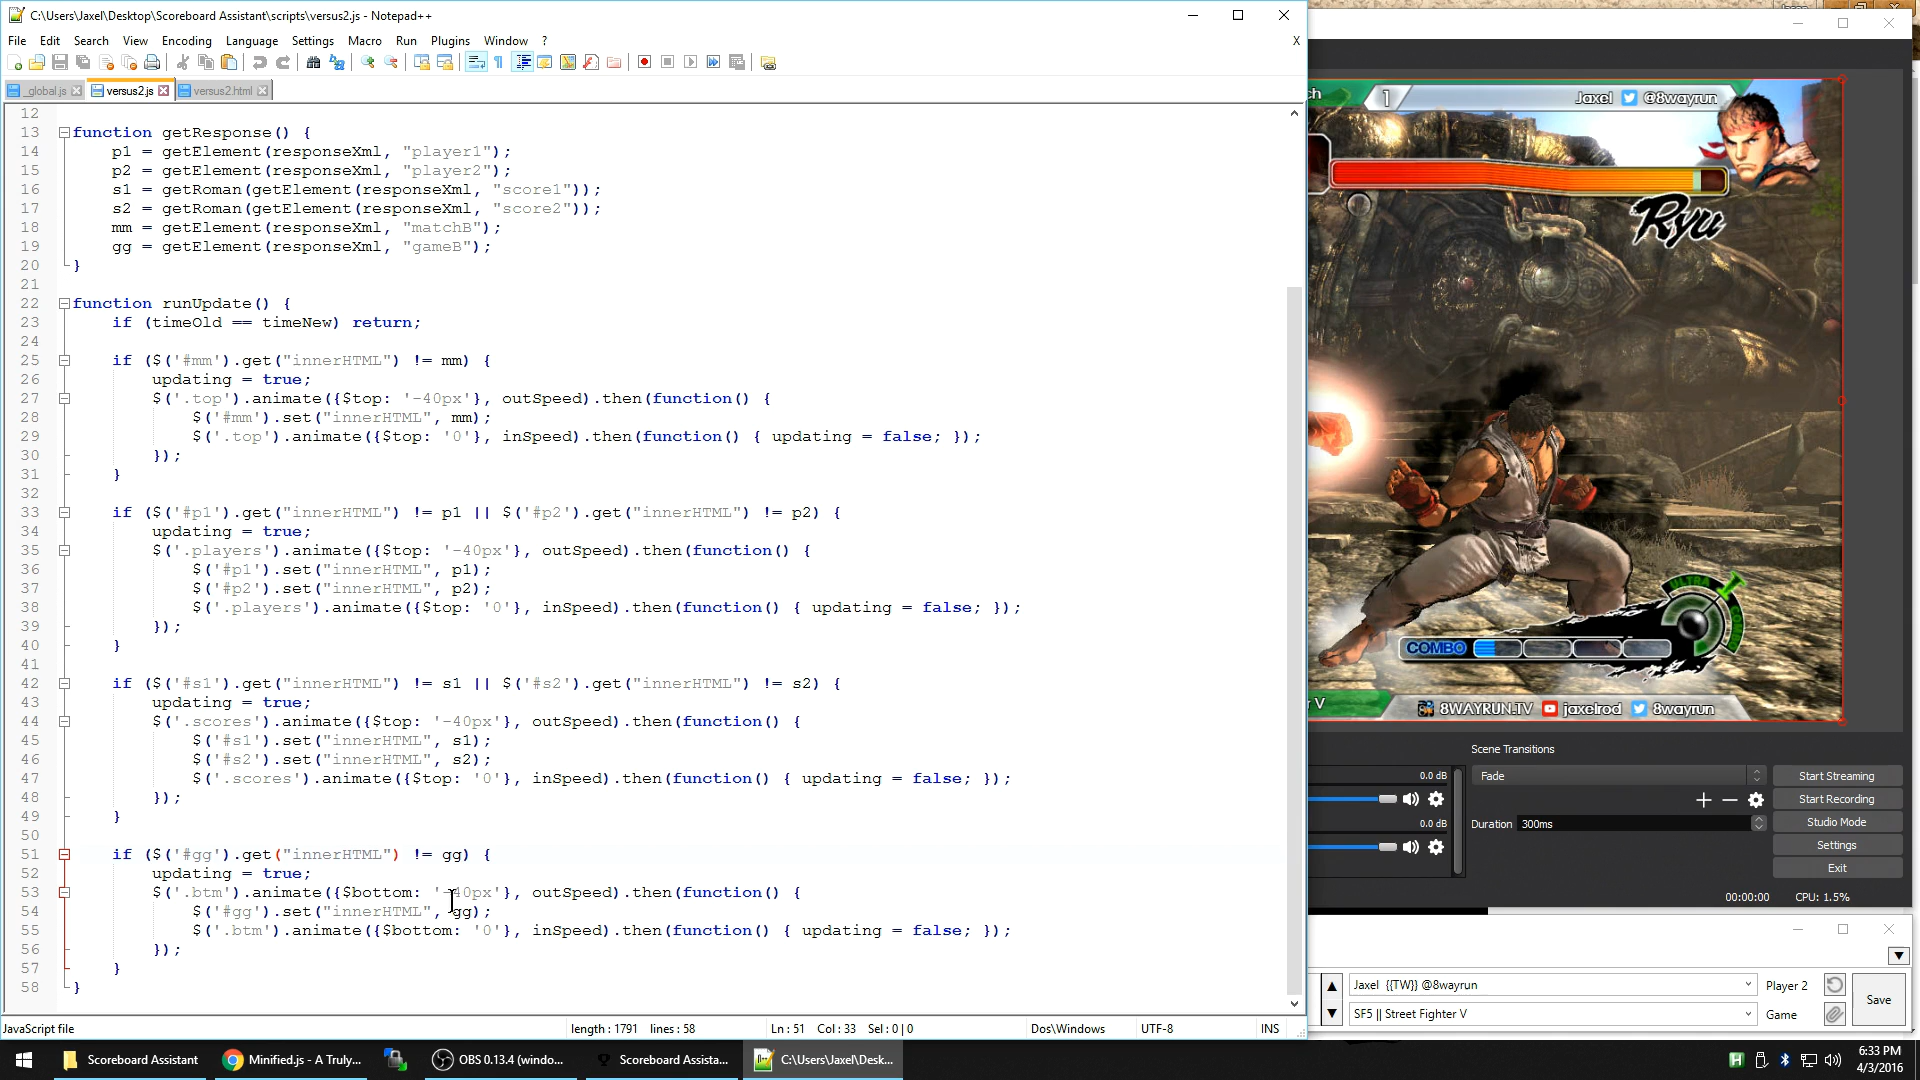 C:\Users\Jaxel\Desktop\Scoreboard Assistant\scripts\versus2.js - Notepad++
File Edit Search View Encoding Language Settings Macro Run Plugins Window ? X
_global.js versus2.js versus2.html
12
13 function getResponse() {
14 p1 = getElement(responseXml, "player1");
15 p2 = getElement(responseXml, "player2");
16 s1 = getRoman(getElement(responseXml, "score1"));
17 s2 = getRoman(getElement(responseXml, "score2"));
18 mm = getElement(responseXml, "matchB");
19 gg = getElement(responseXml, "gameB");
20 }
21
22 function runUpdate() {
23 if (timeOld == timeNew) return;
24
25 if ($('#mm').get("innerHTML") != mm) {
26 updating = true;
27 $('.top').animate({$top: '-40px'}, outSpeed).then(function() {
28 $('#mm').set("innerHTML", mm);
29 $('.top').animate({$top: '0'}, inSpeed).then(function() { updating = false; });
30 });
31 }
32
33 if ($('#p1').get("innerHTML") != p1 || $('#p2').get("innerHTML") != p2) {
34 updating = true;
35 $('.players').animate({$top: '-40px'}, outSpeed).then(function() {
36 $('#p1').set("innerHTML", p1);
37 $('#p2').set("innerHTML", p2);
38 $('.players').animate({$top: '0'}, inSpeed).then(function() { updating = false; });
39 });
40 }
41
42 if ($('#s1').get("innerHTML") != s1 || $('#s2').get("innerHTML") != s2) {
43 updating = true;
44 $('.scores').animate({$top: '-40px'}, outSpeed).then(function() {
45 $('#s1').set("innerHTML", s1);
46 $('#s2').set("innerHTML", s2);
47 $('.scores').animate({$top: '0'}, inSpeed).then(function() { updating = false; });
48 });
49 }
50
51 if ($('#gg').get("innerHTML") != gg) {
52 updating = true;
53 $('.btm').animate({$bottom: '-40px'}, outSpeed).then(function() {
54 $('#gg').set("innerHTML", gg);
55 $('.btm').animate({$bottom: '0'}, inSpeed).then(function() { updating = false; });
56 });
57 }
58 }
JavaScript file length : 1791 lines : 58 Ln : 51 Col : 33 Sel : 0 | 0 Dos\Windows UTF-8 INS
ch 1 Jaxel @8wayrun
Ryu
ULTRA COMBO
COMBO
V 8WAYRUN.TV jaxelrod 8wayrun
Scene Transitions
0.0 dB Fade Start Streaming
Start Recording
0.0 dB Duration 300ms Studio Mode
Settings
Exit
00:00:00 CPU: 1.5%
Jaxel {{TW}} @8wayrun Player 2 Save
SF5 || Street Fighter V Game
Scoreboard Assistant Minified.js - A Truly... OBS 0.13.4 (windo... Scoreboard Assista... C:\Users\Jaxel\Desk...
6:33 PM
4/3/2016